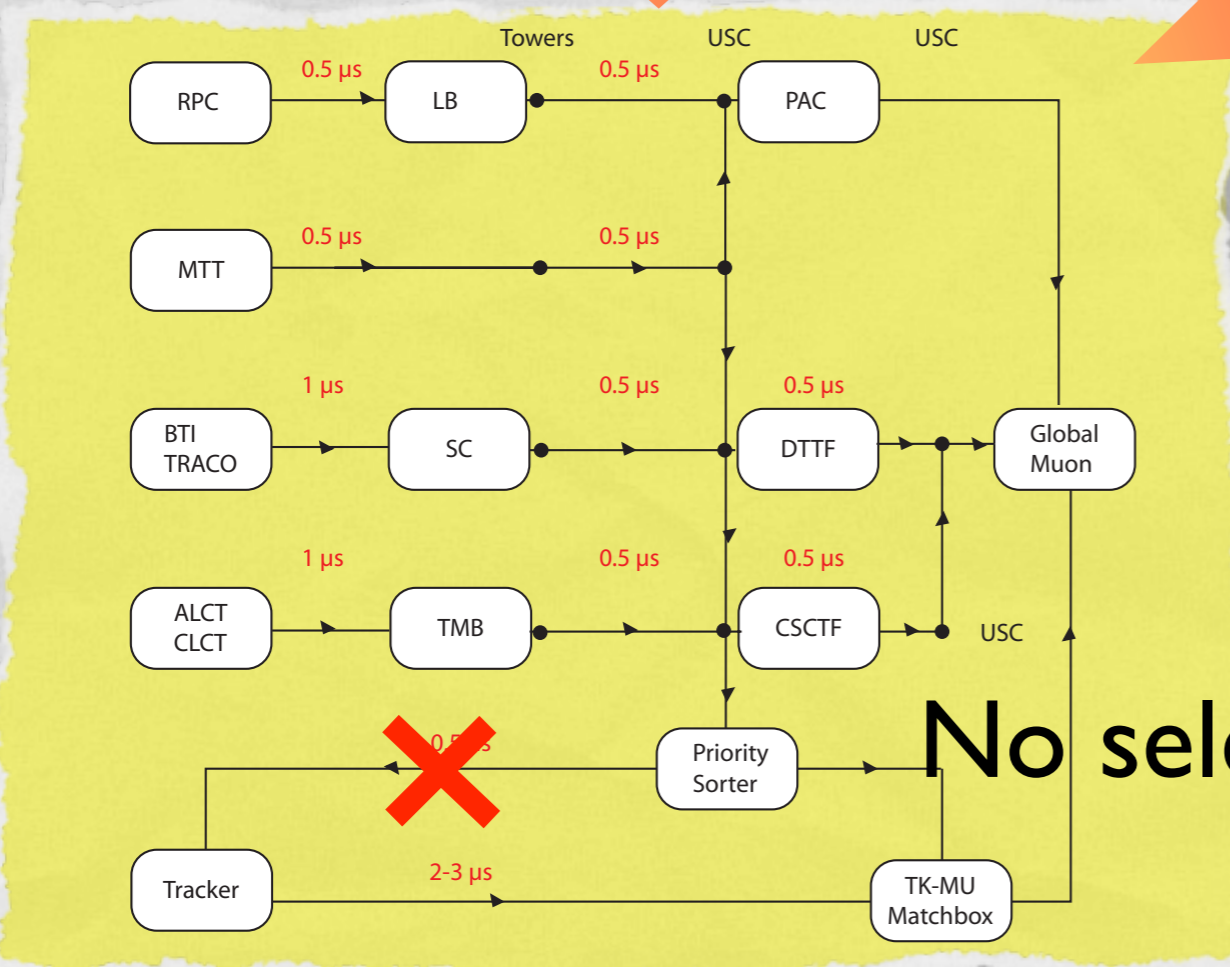 Towers USC USC
0.5 µs 0.5 µs
RPC LB PAC
0.5 µs 0.5 µs
MTT
1 µs 0.5 µs 0.5 µs
BTI
TRACO
SC DTTF
Global
Muon
1 µs 0.5 µs 0.5 µs
ALCT
CLCT
TMB CSCTF USC
No
Priority
Sorter
2-3 µs
Tracker
TK-MU
Matchbox